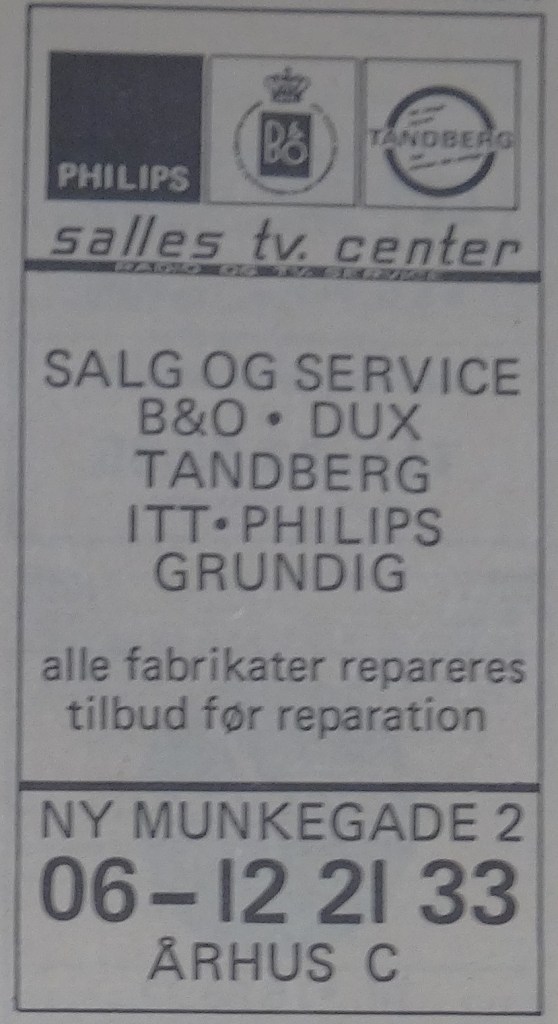 PHILIPS
B&O
TANDBERG
salles tv. center
RADIO OG TV. SERVICE
SALG OG SERVICE
B&O • DUX
TANDBERG
ITT • PHILIPS
GRUNDIG
alle fabrikater repareres
tilbud før reparation
NY MUNKEGADE 2
06 – 12 21 33
ÅRHUS C